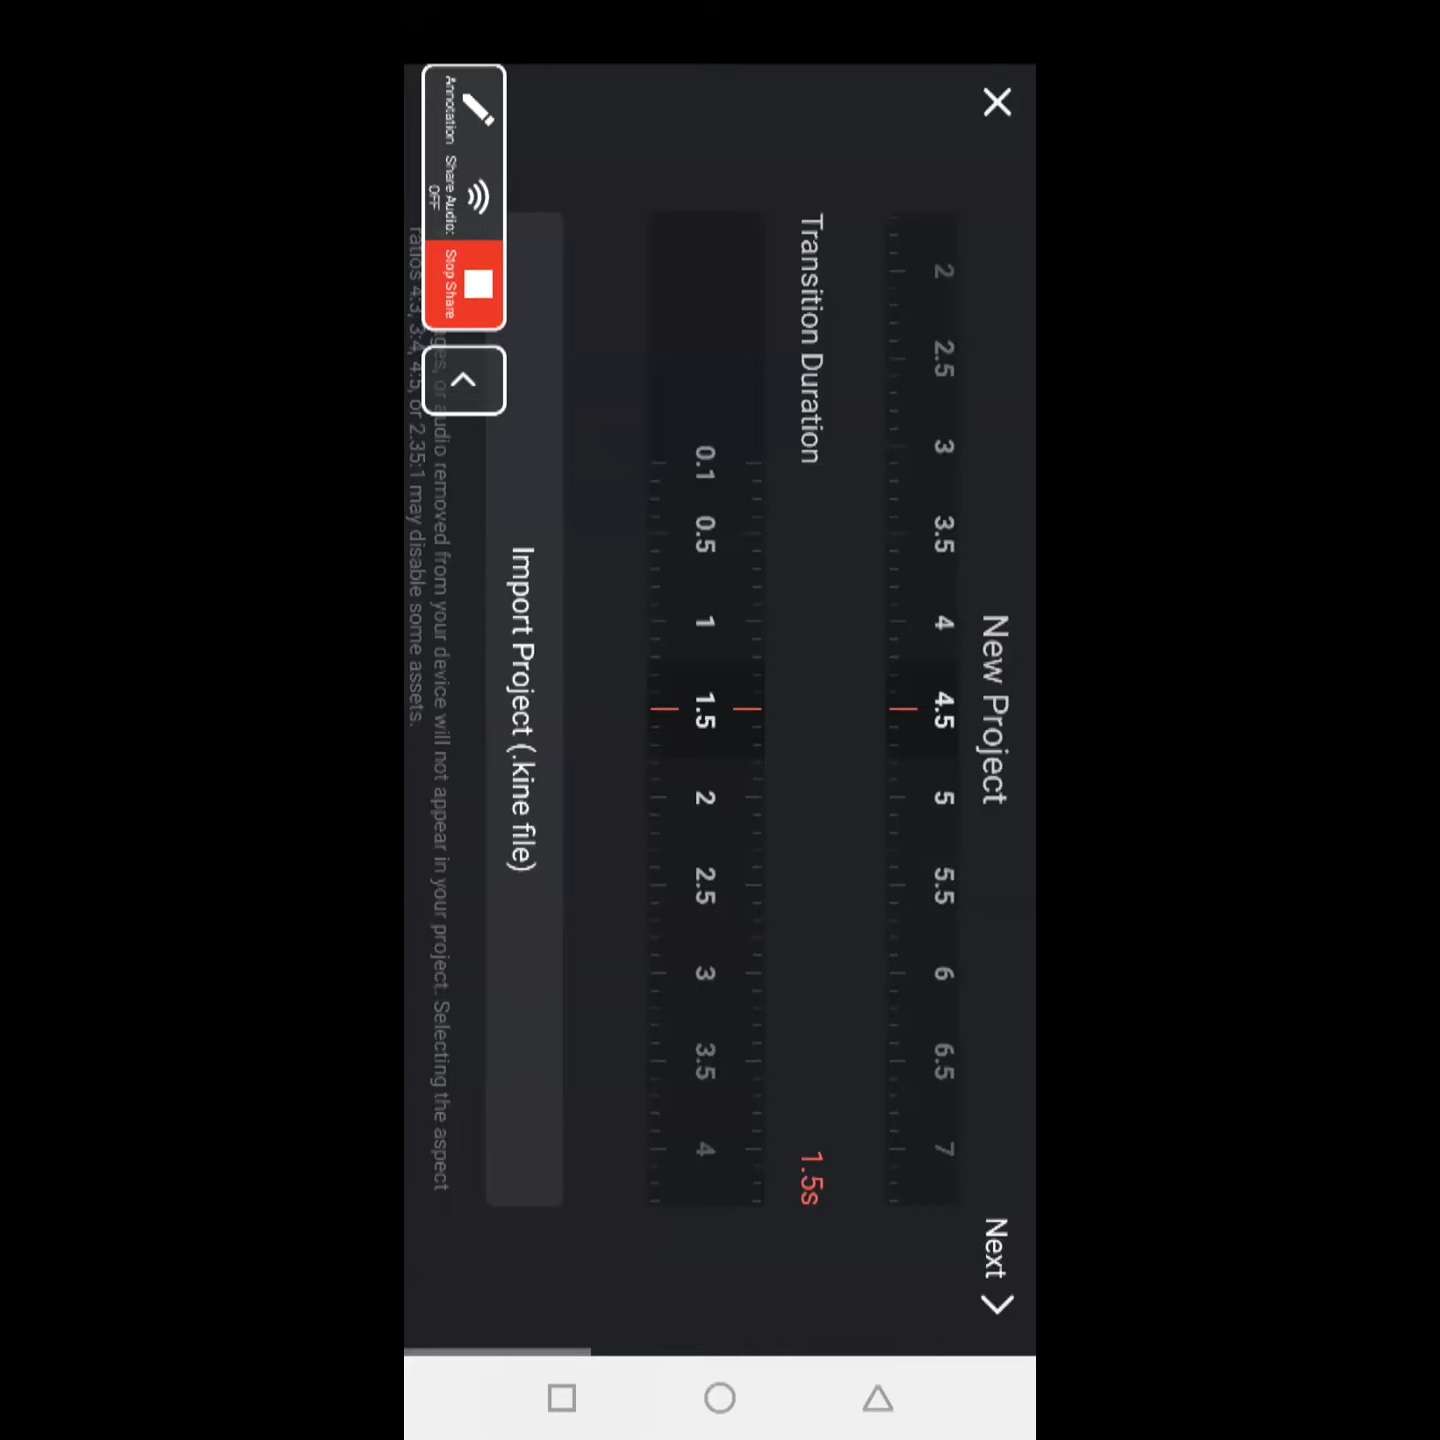 New Project
Next
2 2.5 3 3.5 4 4.5 5 5.5 6 6.5 7
Transition Duration
1.5s
0.1 0.5 1 1.5 2 2.5 3 3.5 4
Import Project (.kine file)
or audio removed from your device will not appear in your project. Selecting the aspect
ratios 4:3, 3:4, 4:5, or 2.35:1 may disable some assets.
Annotation
Share Audio:
OFF
Stop Share